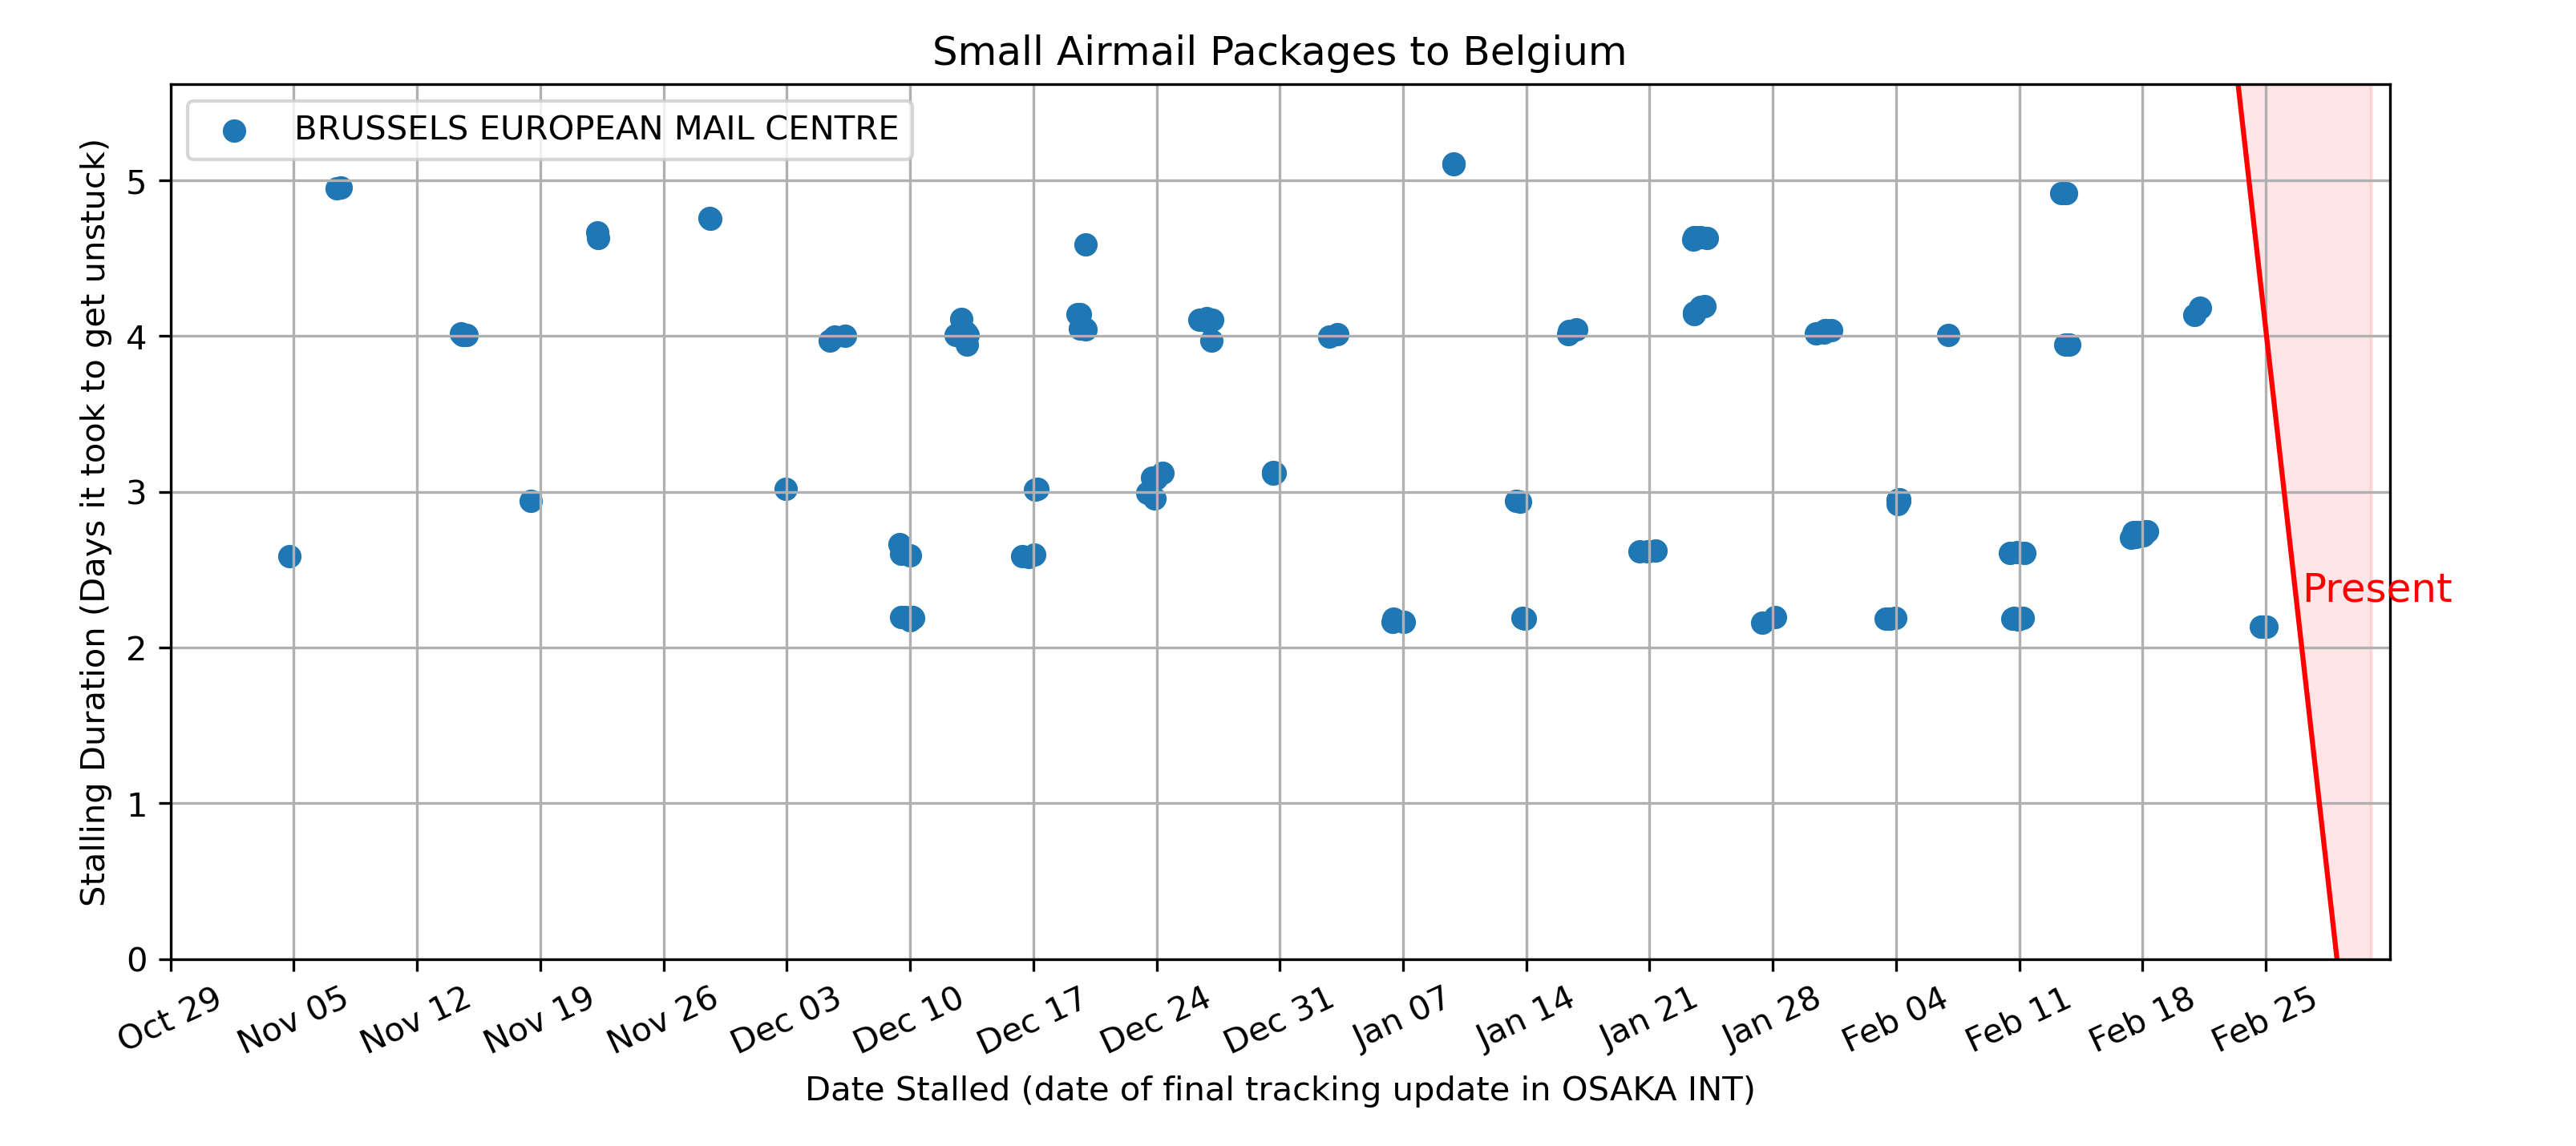 Small Airmail Packages to Belgium
BRUSSELS EUROPEAN MAIL CENTRE
Stalling Duration (Days it took to get unstuck)
5
4
3
2
1
0
Present
Oct 29
Nov 05
Nov 12
Nov 19
Nov 26
Dec 03
Dec 10
Dec 17
Dec 24
Dec 31
Jan 07
Jan 14
Jan 21
Jan 28
Feb 04
Feb 11
Feb 18
Feb 25
Date Stalled (date of final tracking update in OSAKA INT)